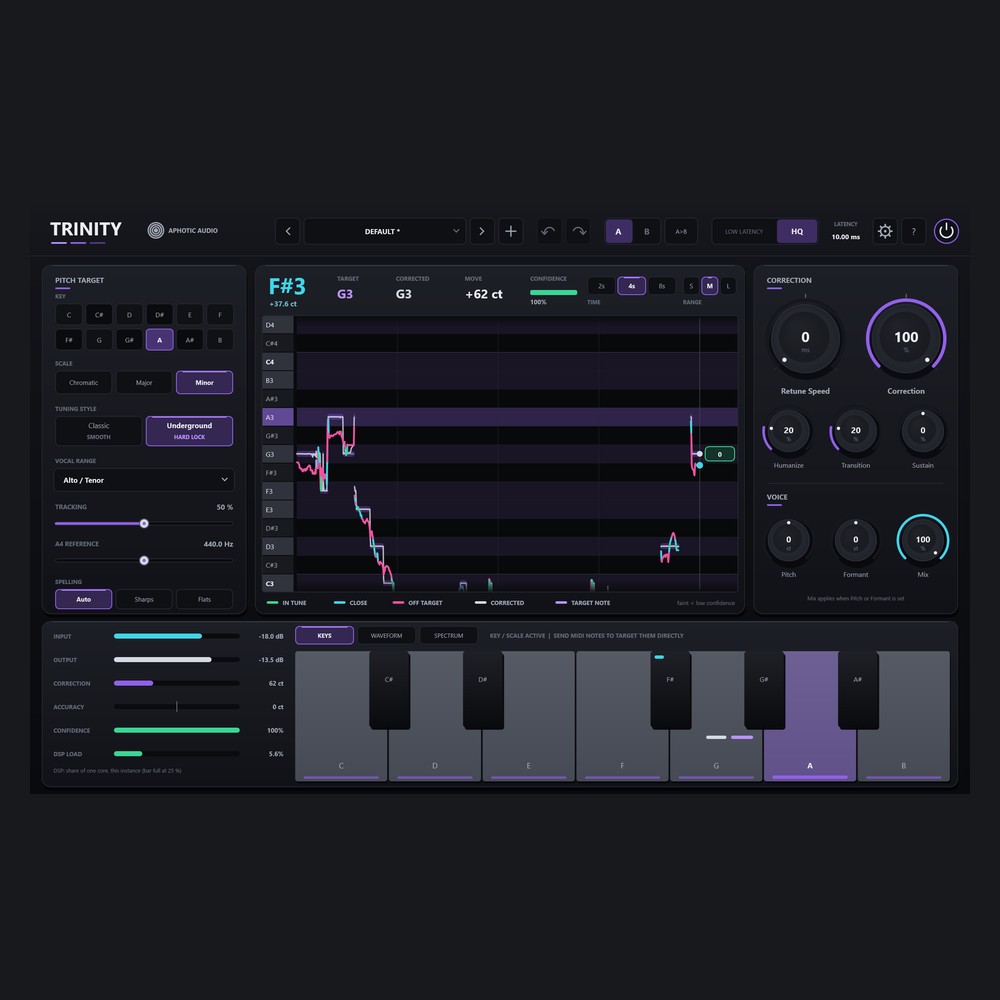 TRINITY
APHOTIC AUDIO
DEFAULT *
A
B
A>B
LOW LATENCY
HQ
LATENCY
10.00 ms
?
PITCH TARGET
KEY
C C# D D# E F
F# G G# A A# B
SCALE
Chromatic Major Minor
TUNING STYLE
Classic
SMOOTH
Underground
HARD LOCK
VOCAL RANGE
Alto / Tenor
TRACKING 50 %
A4 REFERENCE 440.0 Hz
SPELLING
Auto Sharps Flats
F#3
+37.6 ct
TARGET
G3
CORRECTED
G3
MOVE
+62 ct
CONFIDENCE
100%
2s 4s 8s
TIME
S M L
RANGE
D4
C#4
C4
B3
A#3
A3
G#3
G3
0
F#3
F3
E3
D#3
D3
C#3
C3
IN TUNE CLOSE OFF TARGET CORRECTED TARGET NOTE faint = low confidence
CORRECTION
0
ms
Retune Speed
100
%
Correction
20
%
Humanize
20
%
Transition
0
%
Sustain
VOICE
0
st
Pitch
0
st
Formant
100
%
Mix
Mix applies when Pitch or Formant is set
INPUT -18.0 dB
OUTPUT -13.5 dB
CORRECTION 62 ct
ACCURACY 0 ct
CONFIDENCE 100%
DSP LOAD 5.6%
DSP: share of one core, this instance (bar full at 25 %)
KEYS WAVEFORM SPECTRUM KEY / SCALE ACTIVE | SEND MIDI NOTES TO TARGET THEM DIRECTLY
C# D# F# G# A#
C D E F G A B